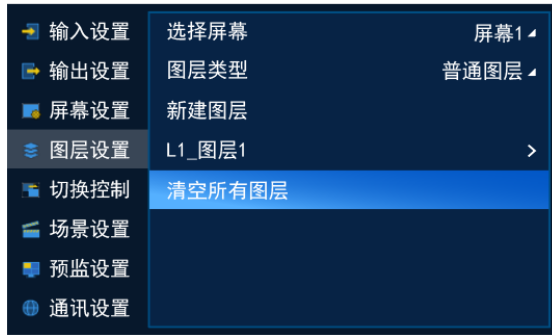 输入设置
输出设置
屏幕设置
图层设置
切换控制
场景设置
预监设置
通讯设置
选择屏幕 屏幕1
图层类型 普通图层
新建图层
L1_图层1 >
清空所有图层